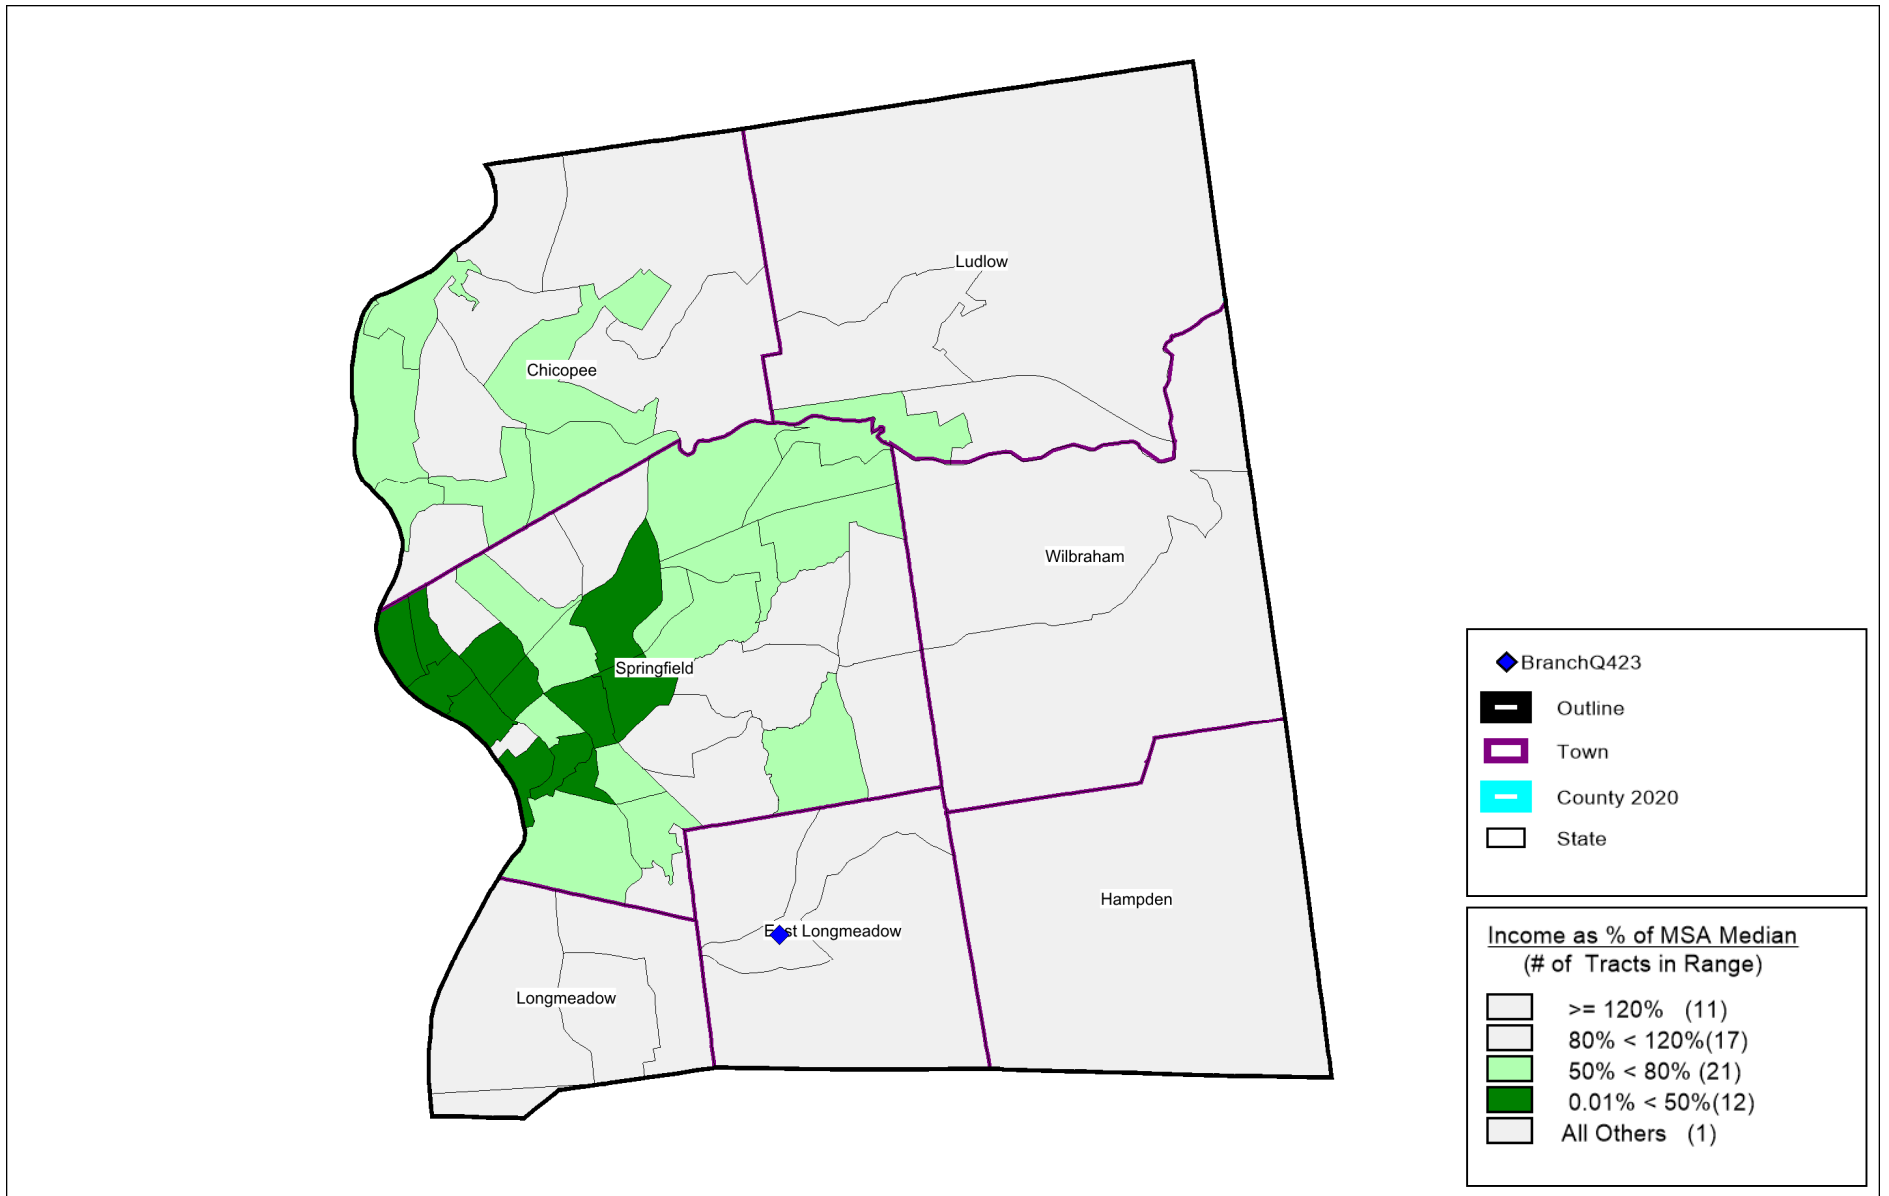 Ludlow
Chicopee
Wilbraham
Springfield
Hampden
East Longmeadow
Longmeadow
BranchQ423
Outline
Town
County 2020
State
Income as % of MSA Median
(# of Tracts in Range)
>= 120% (11)
80% < 120%(17)
50% < 80% (21)
0.01% < 50%(12)
All Others (1)